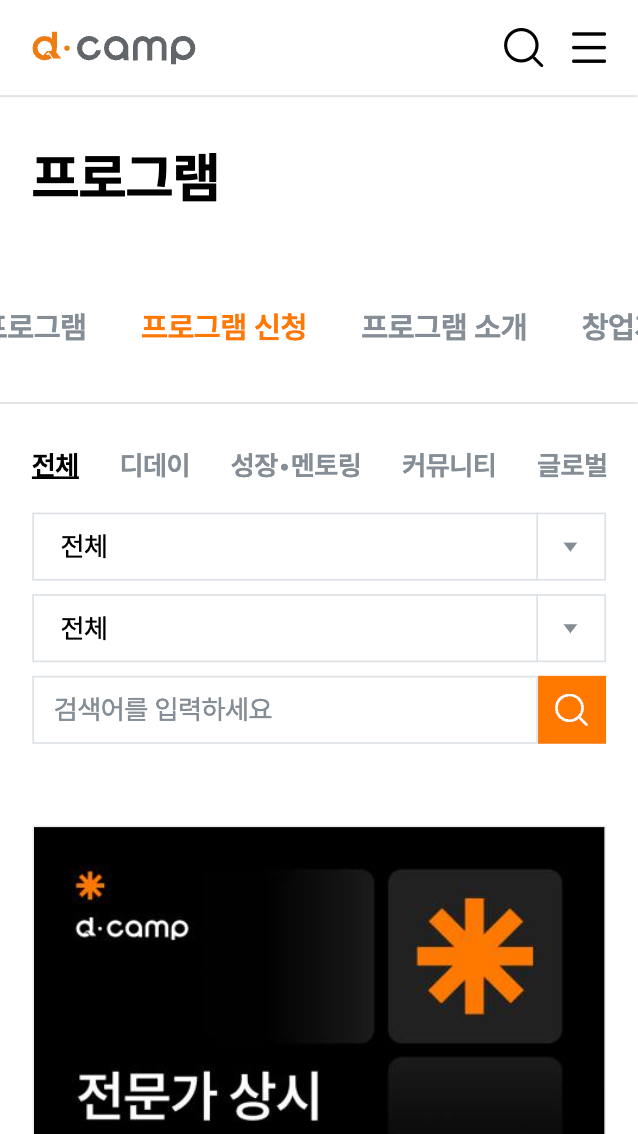 d·camp
프로그램
프로그램 프로그램 신청 프로그램 소개 창업
전체 디데이 성장•멘토링 커뮤니티 글로벌
전체
전체
검색어를 입력하세요
d·camp
전문가 상시